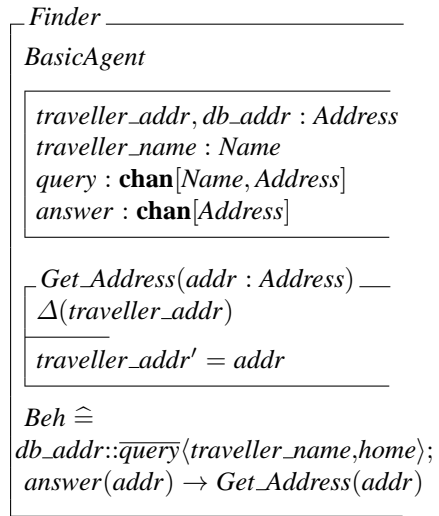 Finder
BasicAgent
traveller_addr, db_addr : Address
traveller_name : Name
query : chan[Name, Address]
answer : chan[Address]
Get_Address(addr : Address)
Δ(traveller_addr)
traveller_addr′ = addr
Beh ≙
db_addr::q̅u̅e̅r̅y̅⟨traveller_name,home⟩;
answer(addr) → Get_Address(addr)